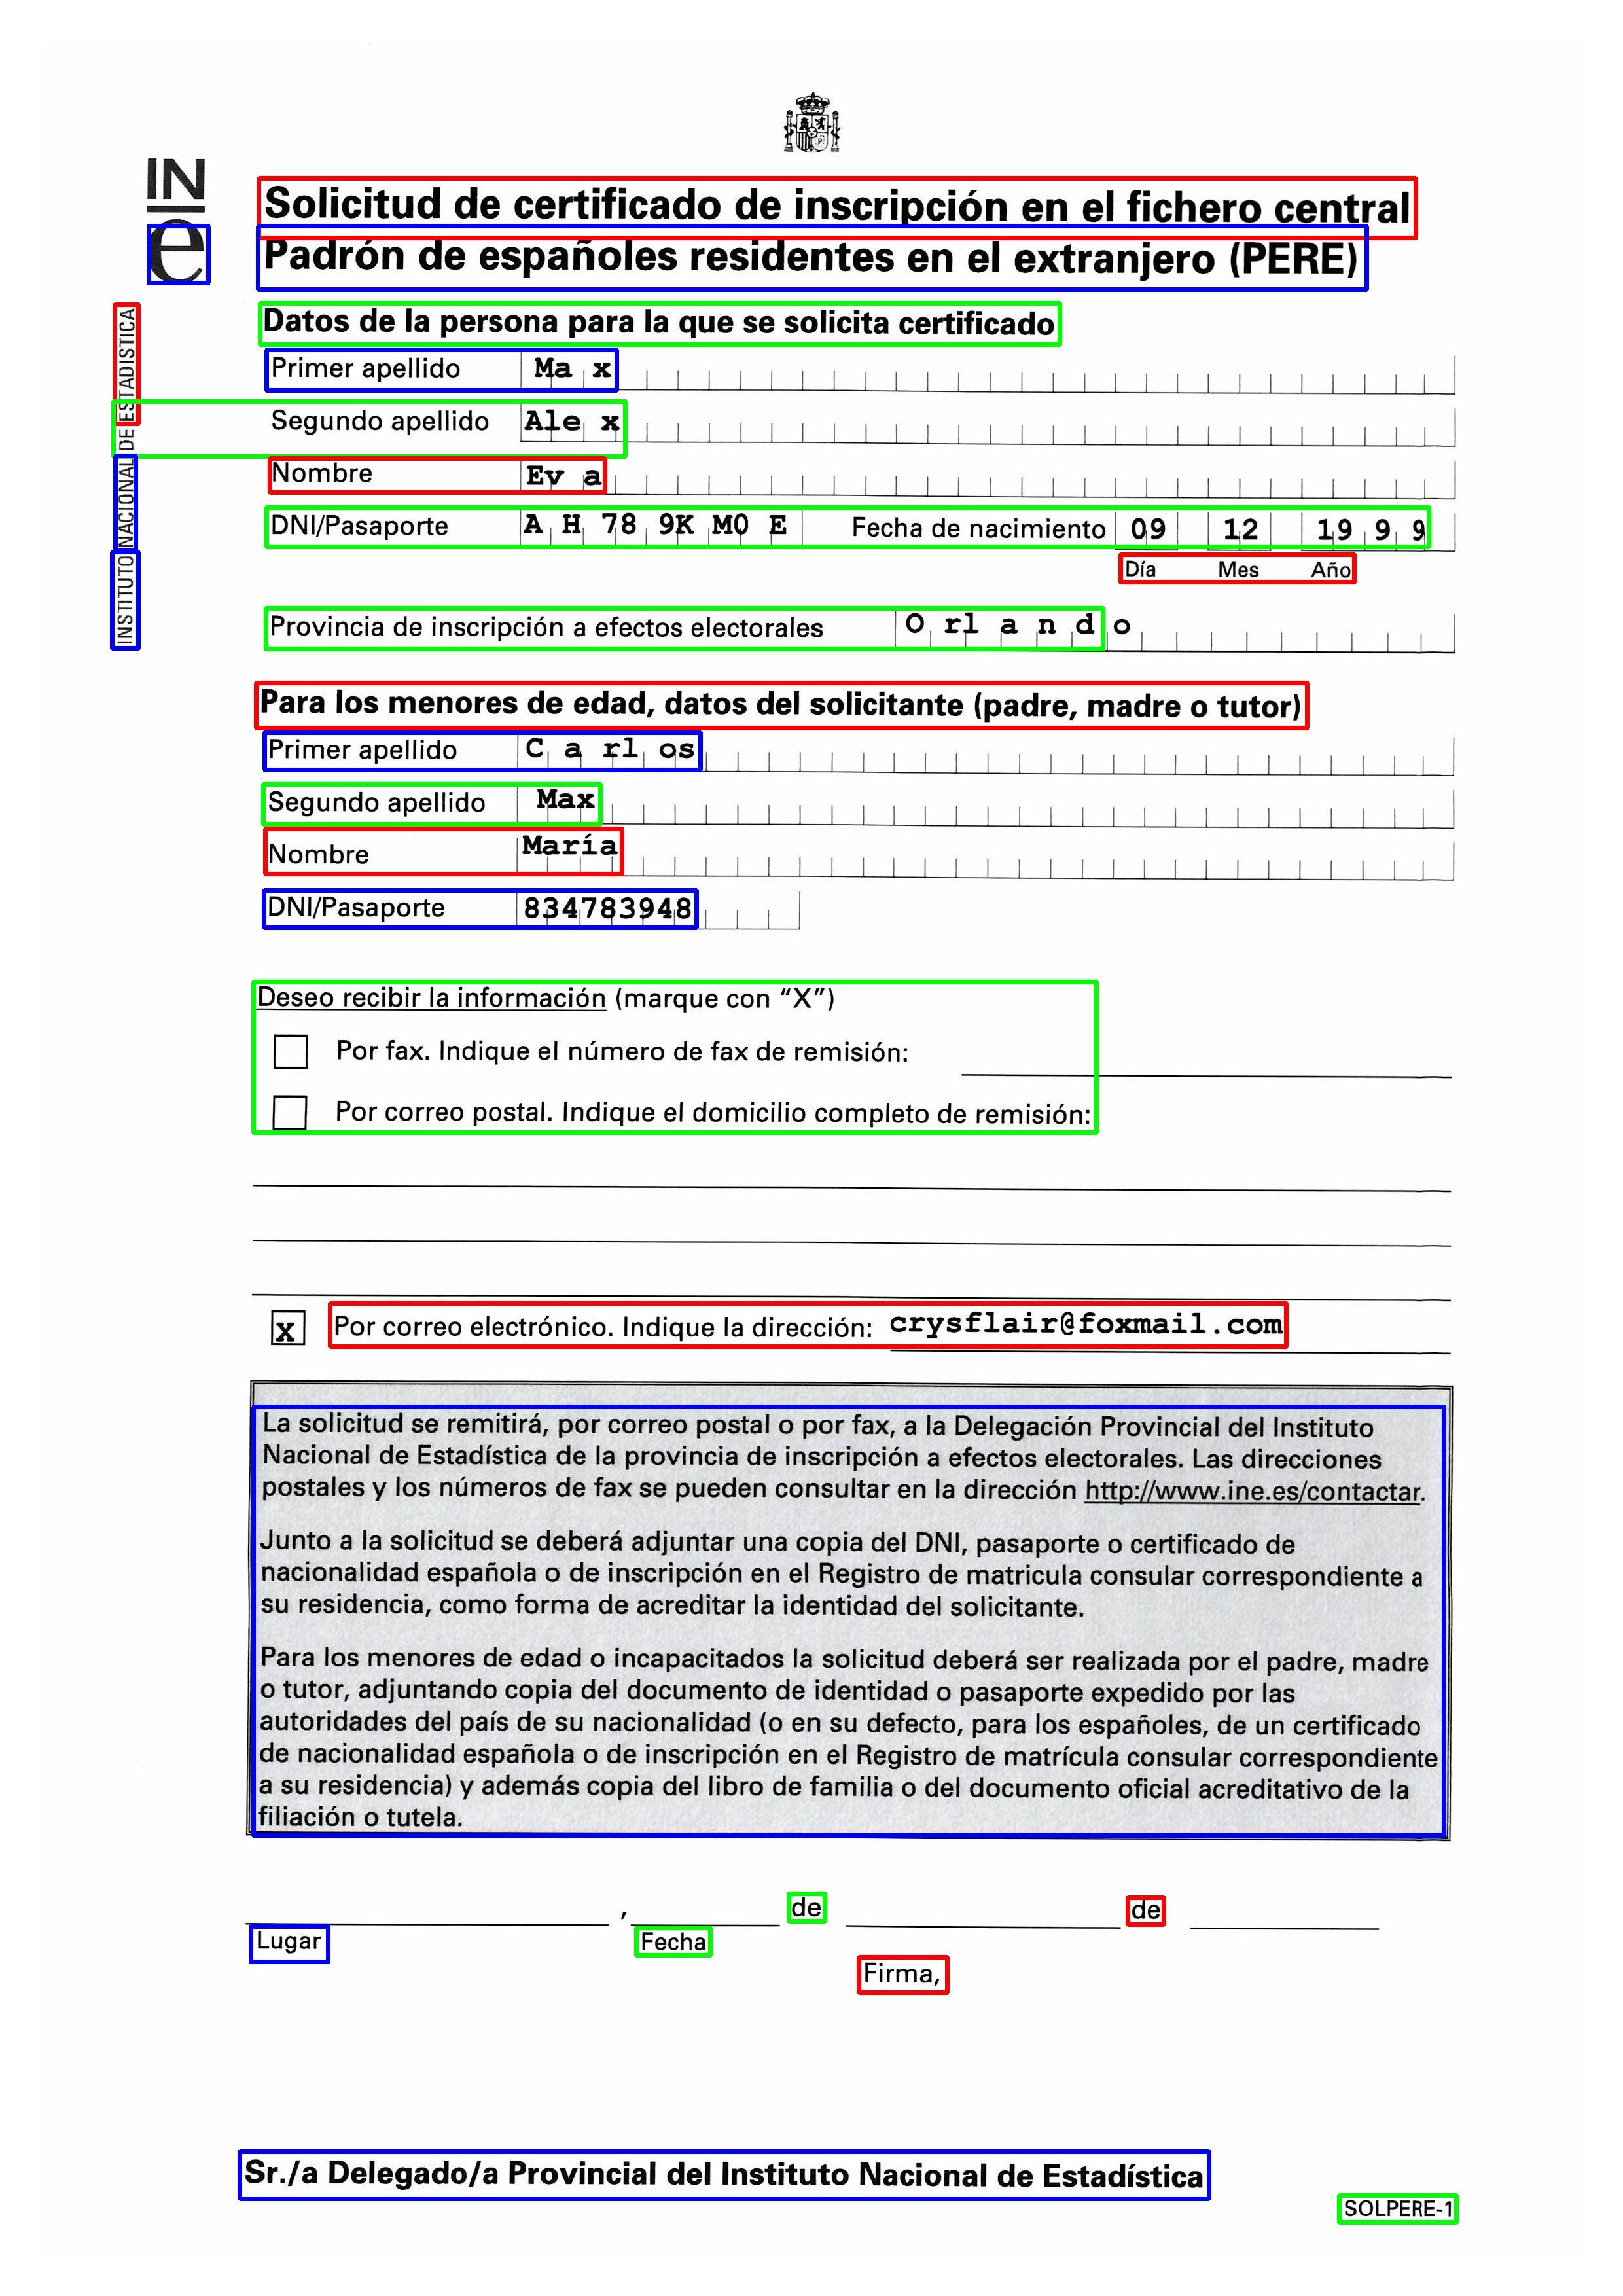 IN
e
INSTITUTO NACIONAL DE ESTADISTICA
Solicitud de certificado de inscripción en el fichero central
Padrón de españoles residentes en el extranjero (PERE)
Datos de la persona para la que se solicita certificado
Primer apellido Ma x
Segundo apellido Ale x
Nombre Ev a
DNI/Pasaporte A H 78 9K M0 E Fecha de nacimiento 09 12 19 9 9
Día Mes Año
Provincia de inscripción a efectos electorales O rl a n d o
Para los menores de edad, datos del solicitante (padre, madre o tutor)
Primer apellido C a rl os
Segundo apellido Max
Nombre María
DNI/Pasaporte 834783948
Deseo recibir la información (marque con “X”)
Por fax. Indique el número de fax de remisión:
Por correo postal. Indique el domicilio completo de remisión:
x Por correo electrónico. Indique la dirección: crysflair@foxmail.com
La solicitud se remitirá, por correo postal o por fax, a la Delegación Provincial del Instituto
Nacional de Estadística de la provincia de inscripción a efectos electorales. Las direcciones
postales y los números de fax se pueden consultar en la dirección http://www.ine.es/contactar.
Junto a la solicitud se deberá adjuntar una copia del DNI, pasaporte o certificado de
nacionalidad española o de inscripción en el Registro de matricula consular correspondiente a
su residencia, como forma de acreditar la identidad del solicitante.
Para los menores de edad o incapacitados la solicitud deberá ser realizada por el padre, madre
o tutor, adjuntando copia del documento de identidad o pasaporte expedido por las
autoridades del país de su nacionalidad (o en su defecto, para los españoles, de un certificado
de nacionalidad española o de inscripción en el Registro de matrícula consular correspondiente
a su residencia) y además copia del libro de familia o del documento oficial acreditativo de la
filiación o tutela.
, de de
Lugar Fecha
Firma,
Sr./a Delegado/a Provincial del Instituto Nacional de Estadística
SOLPERE-1